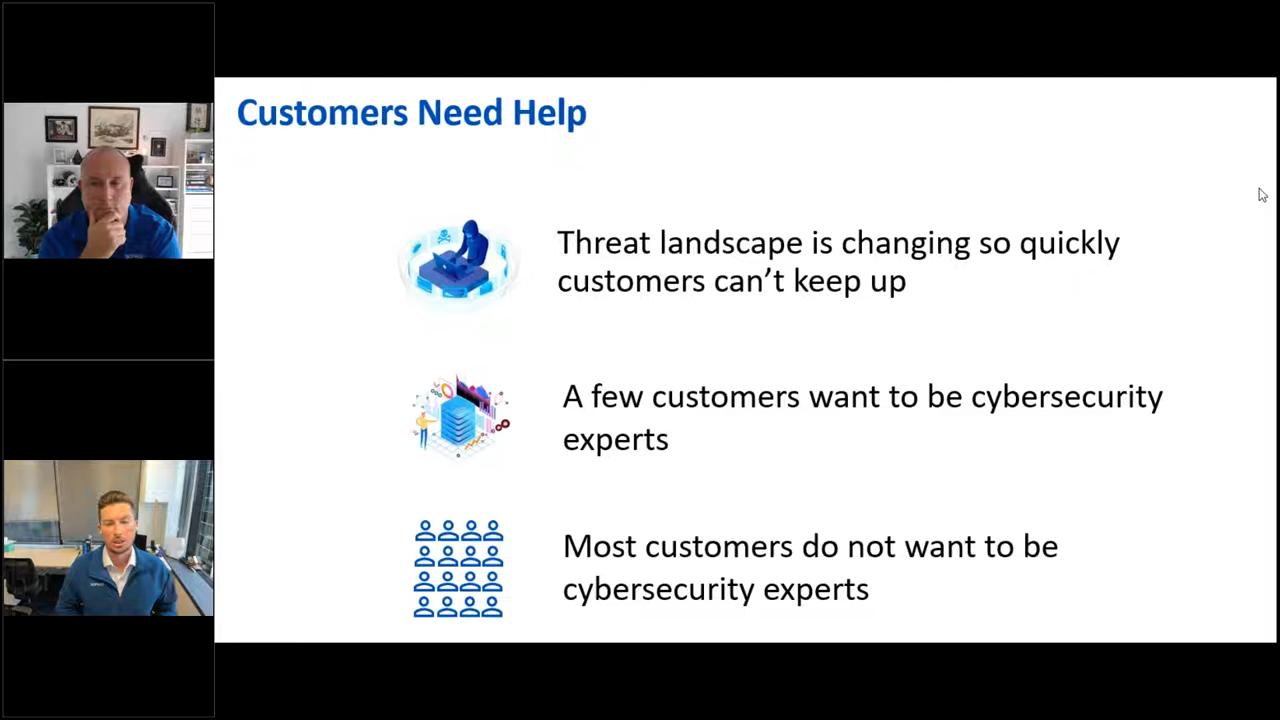 Customers Need Help
Threat landscape is changing so quickly
customers can’t keep up
A few customers want to be cybersecurity
experts
Most customers do not want to be
cybersecurity experts